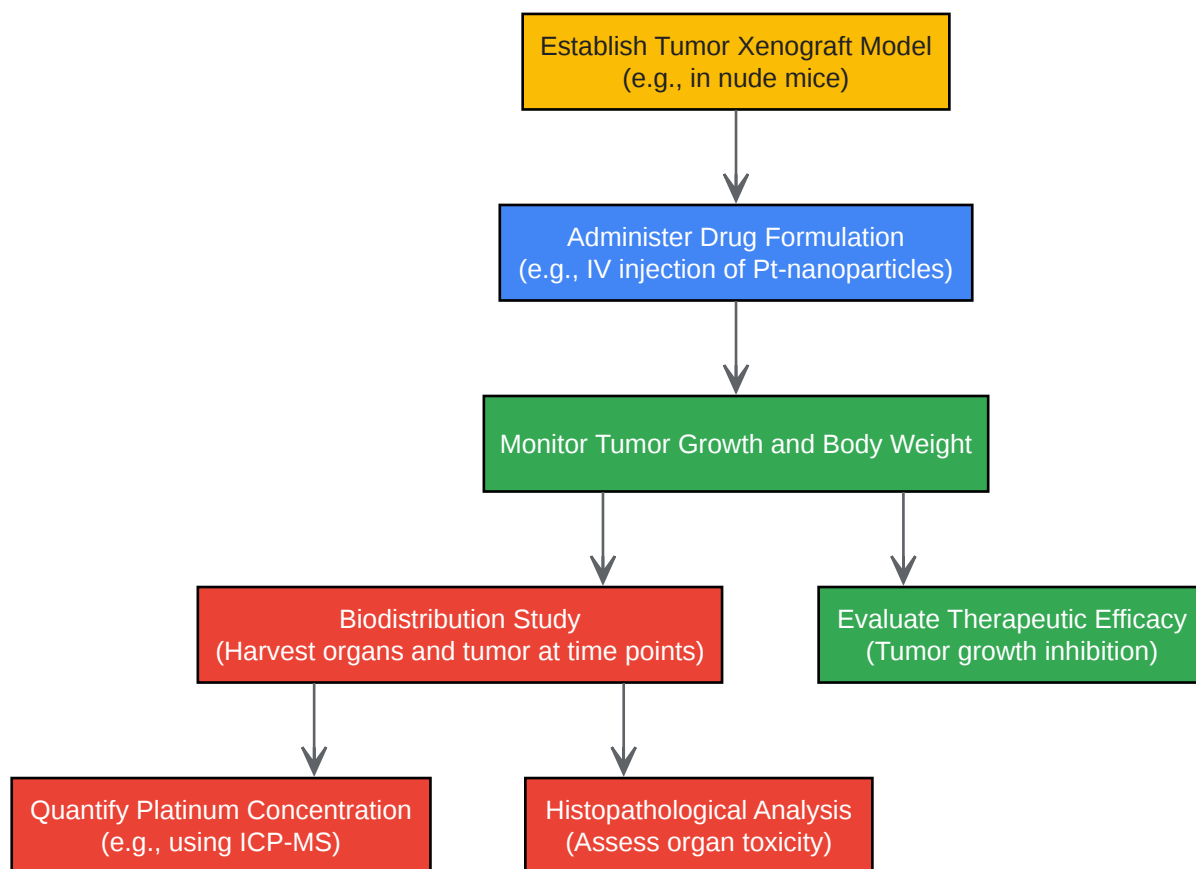 Establish Tumor Xenograft Model
(e.g., in nude mice)
Administer Drug Formulation
(e.g., IV injection of Pt-nanoparticles)
Monitor Tumor Growth and Body Weight
Biodistribution Study
(Harvest organs and tumor at time points)
Evaluate Therapeutic Efficacy
(Tumor growth inhibition)
Quantify Platinum Concentration
(e.g., using ICP-MS)
Histopathological Analysis
(Assess organ toxicity)